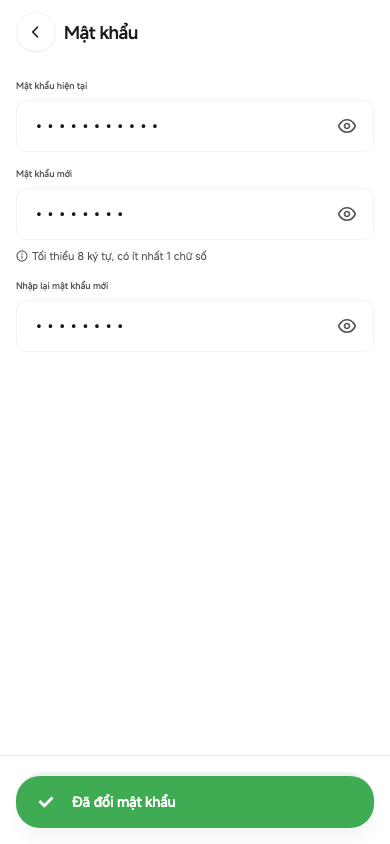 Mật khẩu
Mật khẩu hiện tại
• • • • • • • • • • •
Mật khẩu mới
• • • • • • • •
Tối thiểu 8 ký tự, có ít nhất 1 chữ số
Nhập lại mật khẩu mới
• • • • • • • •
Đã đổi mật khẩu